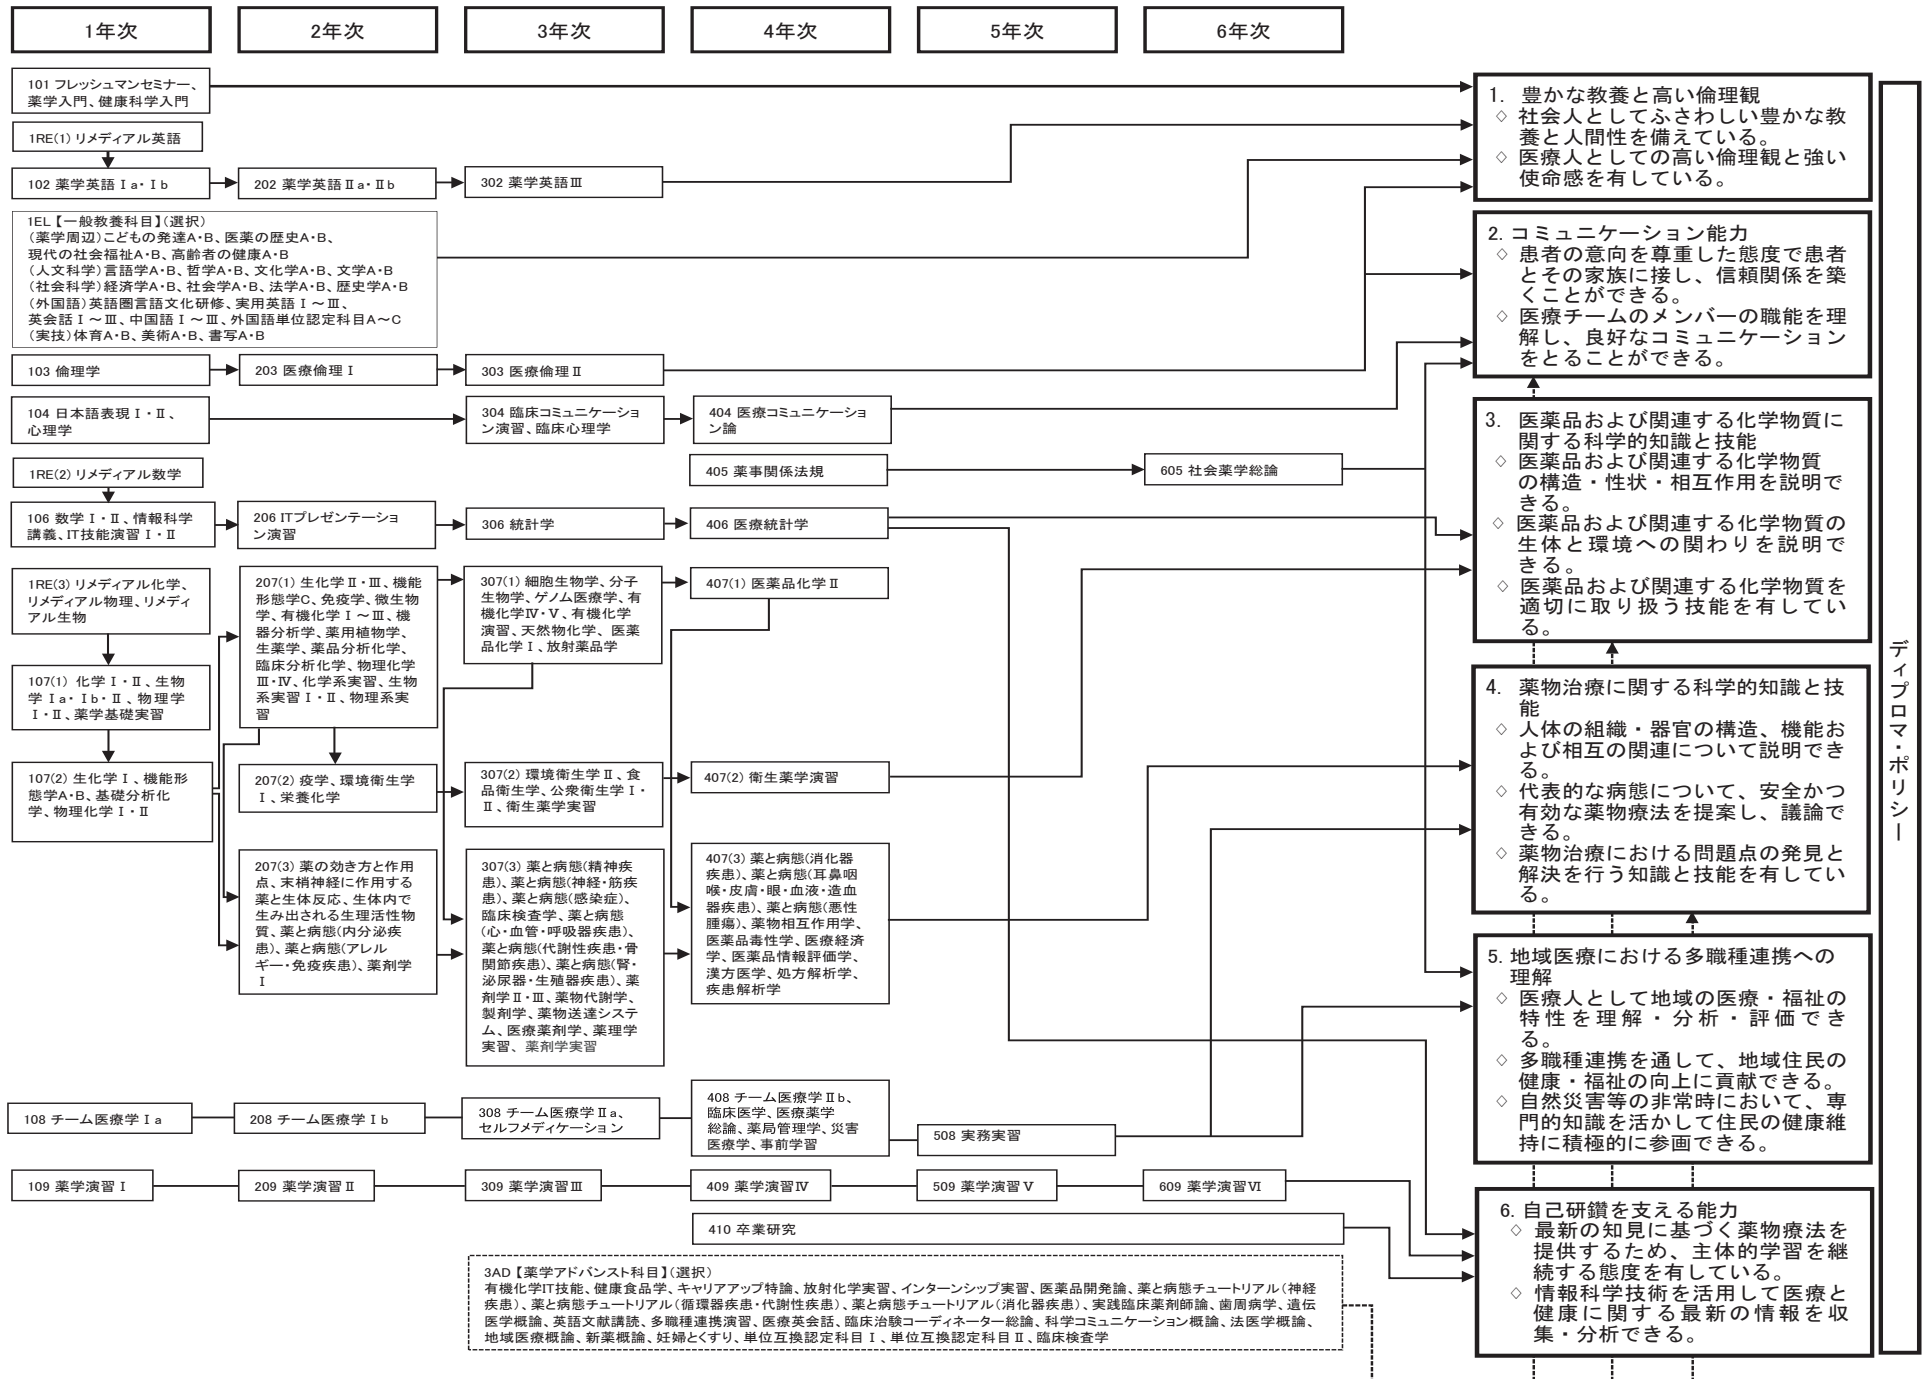 1年次
2年次
3年次
4年次
5年次
6年次
101 フレッシュマンセミナー、
薬学入門、健康科学入門
1RE(1) リメディアル英語
102 薬学英語Ⅰa・Ⅰb
202 薬学英語Ⅱa・Ⅱb
302 薬学英語Ⅲ
1EL【一般教養科目】(選択)
(薬学周辺)こどもの発達A・B、医薬の歴史A・B、
現代の社会福祉A・B、高齢者の健康A・B
(人文科学)言語学A・B、哲学A・B、文化学A・B、文学A・B
(社会科学)経済学A・B、社会学A・B、法学A・B、歴史学A・B
(外国語)英語圏言語文化研修、実用英語Ⅰ～Ⅲ、
英会話Ⅰ～Ⅲ、中国語Ⅰ～Ⅲ、外国語単位認定科目A～C
(実技)体育A・B、美術A・B、書写A・B
103 倫理学
203 医療倫理Ⅰ
303 医療倫理Ⅱ
104 日本語表現Ⅰ・Ⅱ、
心理学
304 臨床コミュニケーショ
ン演習、臨床心理学
404 医療コミュニケーショ
ン論
1RE(2) リメディアル数学
405 薬事関係法規
605 社会薬学総論
106 数学Ⅰ・Ⅱ、情報科学
講義、IT技能演習Ⅰ・Ⅱ
206 ITプレゼンテーショ
ン演習
306 統計学
406 医療統計学
1RE(3) リメディアル化学、
リメディアル物理、リメディ
アル生物
107(1) 化学Ⅰ・Ⅱ、生物
学Ⅰa・Ⅰb・Ⅱ、物理学
Ⅰ・Ⅱ、薬学基礎実習
107(2) 生化学Ⅰ、機能形
態学A・B、基礎分析化
学、物理化学Ⅰ・Ⅱ
207(1) 生化学Ⅱ・Ⅲ、機能
形態学C、免疫学、微生物
学、有機化学Ⅰ～Ⅲ、機
器分析学、薬用植物学、
生薬学、薬品分析化学、
臨床分析化学、物理化学
Ⅲ・Ⅳ、化学系実習、生物
系実習Ⅰ・Ⅱ、物理系実
習
207(2) 疫学、環境衛生学
Ⅰ、栄養化学
207(3) 薬の効き方と作用
点、末梢神経に作用する
薬と生体反応、生体内で
生み出される生理活性物
質、薬と病態(内分泌疾
患)、薬と病態(アレル
ギー・免疫疾患)、薬剤学
Ⅰ
307(1) 細胞生物学、分子
生物学、ゲノム医療学、有
機化学Ⅳ・Ⅴ、有機化学
演習、天然物化学、医薬
品化学Ⅰ、放射薬品学
307(2) 環境衛生学Ⅱ、食
品衛生学、公衆衛生学Ⅰ・
Ⅱ、衛生薬学実習
307(3) 薬と病態(精神疾
患)、薬と病態(神経・筋疾
患)、薬と病態(感染症)、
臨床検査学、薬と病態
(心・血管・呼吸器疾患)、
薬と病態(代謝性疾患・骨
関節疾患)、薬と病態(腎・
泌尿器・生殖器疾患)、薬
剤学Ⅱ・Ⅲ、薬物代謝学、
製剤学、薬物送達システ
ム、医療薬剤学、薬理学
実習、薬剤学実習
407(1) 医薬品化学Ⅱ
407(2) 衛生薬学演習
407(3) 薬と病態(消化器
疾患)、薬と病態(耳鼻咽
喉・皮膚・眼・血液・造血
器疾患)、薬と病態(悪性
腫瘍)、薬物相互作用学、
医薬品毒性学、医療経済
学、医薬品情報評価学、
漢方医学、処方解析学、
疾患解析学
108 チーム医療学Ⅰa
208 チーム医療学Ⅰb
308 チーム医療学Ⅱa、
セルフメディケーション
408 チーム医療学Ⅱb、
臨床医学、医療薬学
総論、薬局管理学、災害
医療学、事前学習
508 実務実習
109 薬学演習Ⅰ
209 薬学演習Ⅱ
309 薬学演習Ⅲ
409 薬学演習Ⅳ
509 薬学演習Ⅴ
609 薬学演習Ⅵ
410 卒業研究
3AD【薬学アドバンスト科目】(選択)
有機化学IT技能、健康食品学、キャリアアップ特論、放射化学実習、インターンシップ実習、医薬品開発論、薬と病態チュートリアル(神経
疾患)、薬と病態チュートリアル(循環器疾患・代謝性疾患)、薬と病態チュートリアル(消化器疾患)、実践臨床薬剤師論、歯周病学、遺伝
医学概論、英語文献講読、多職種連携演習、医療英会話、臨床治験コーディネーター総論、科学コミュニケーション概論、法医学概論、
地域医療概論、新薬概論、妊婦とくすり、単位互換認定科目Ⅰ、単位互換認定科目Ⅱ、臨床検査学
1. 豊かな教養と高い倫理観
◇ 社会人としてふさわしい豊かな教
養と人間性を備えている。
◇ 医療人としての高い倫理観と強い
使命感を有している。
2. コミュニケーション能力
◇ 患者の意向を尊重した態度で患者
とその家族に接し、信頼関係を築
くことができる。
◇ 医療チームのメンバーの職能を理
解し、良好なコミュニケーション
をとることができる。
3. 医薬品および関連する化学物質に
関する科学的知識と技能
◇ 医薬品および関連する化学物質
の構造・性状・相互作用を説明で
きる。
◇ 医薬品および関連する化学物質の
生体と環境への関わりを説明で
きる。
◇ 医薬品および関連する化学物質を
適切に取り扱う技能を有してい
る。
4. 薬物治療に関する科学的知識と技
能
◇ 人体の組織・器官の構造、機能お
よび相互の関連について説明でき
る。
◇ 代表的な病態について、安全かつ
有効な薬物療法を提案し、議論で
きる。
◇ 薬物治療における問題点の発見と
解決を行う知識と技能を有してい
る。
5. 地域医療における多職種連携への
理解
◇ 医療人として地域の医療・福祉の
特性を理解・分析・評価でき
る。
◇ 多職種連携を通して、地域住民の
健康・福祉の向上に貢献できる。
◇ 自然災害等の非常時において、専
門的知識を活かして住民の健康維
持に積極的に参画できる。
6. 自己研鑽を支える能力
◇ 最新の知見に基づく薬物療法を
提供するため、主体的学習を継
続する態度を有している。
◇ 情報科学技術を活用して医療と
健康に関する最新の情報を収
集・分析できる。
ディプロマ・ポリシー